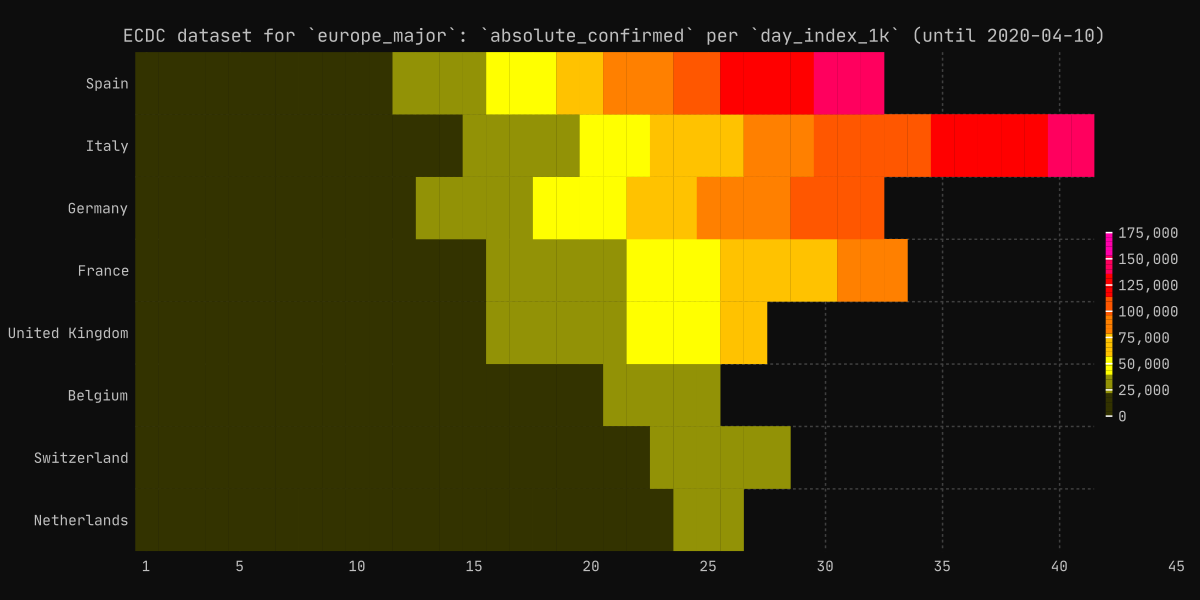 ECDC dataset for `europe_major`: `absolute_confirmed` per `day_index_1k` (until 2020-04-10)
Spain
Italy
Germany
France
United Kingdom
Belgium
Switzerland
Netherlands
175,000
150,000
125,000
100,000
75,000
50,000
25,000
0
1 5 10 15 20 25 30 35 40 45